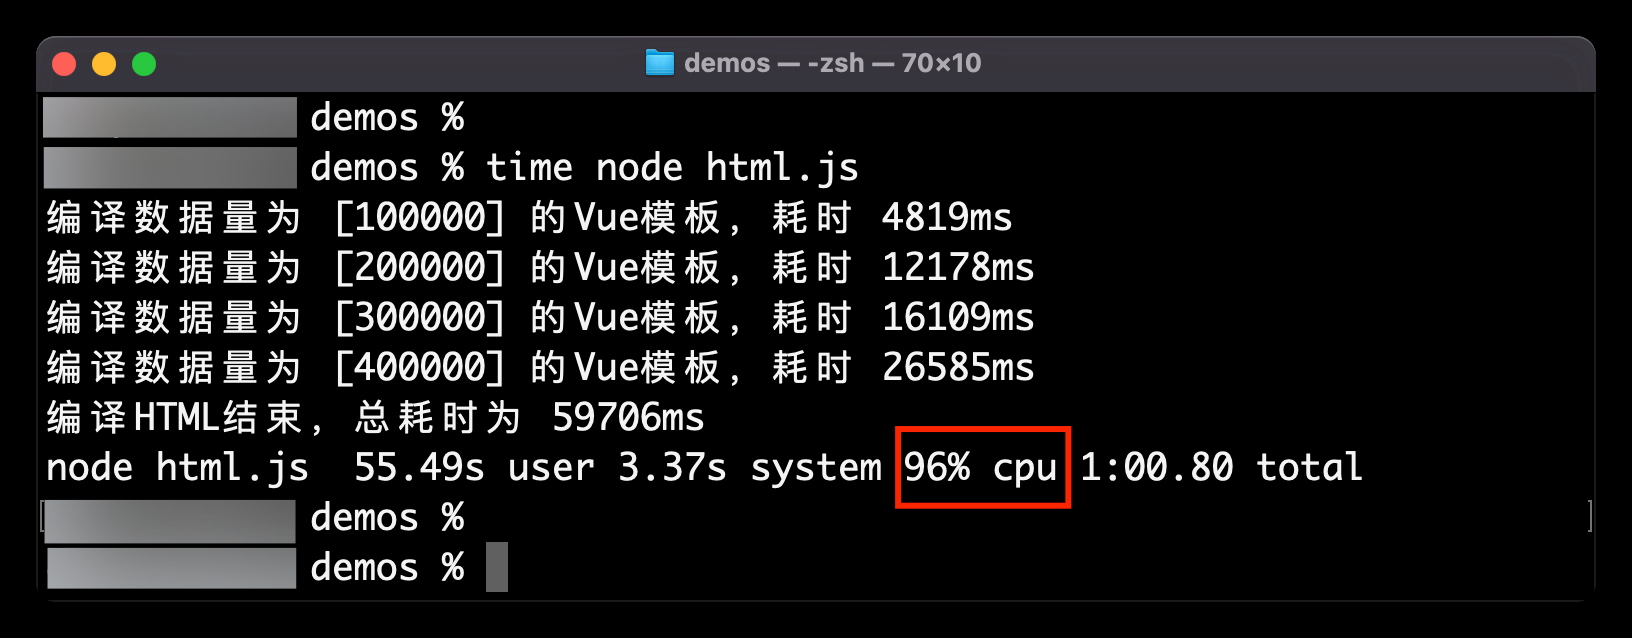 demos — -zsh — 70×10
demos %
demos % time node html.js
编译数据量为 [100000] 的Vue模板，耗时 4819ms
编译数据量为 [200000] 的Vue模板，耗时 12178ms
编译数据量为 [300000] 的Vue模板，耗时 16109ms
编译数据量为 [400000] 的Vue模板，耗时 26585ms
编译HTML结束，总耗时为 59706ms
node html.js  55.49s user 3.37s system 96% cpu 1:00.80 total
demos %
demos %